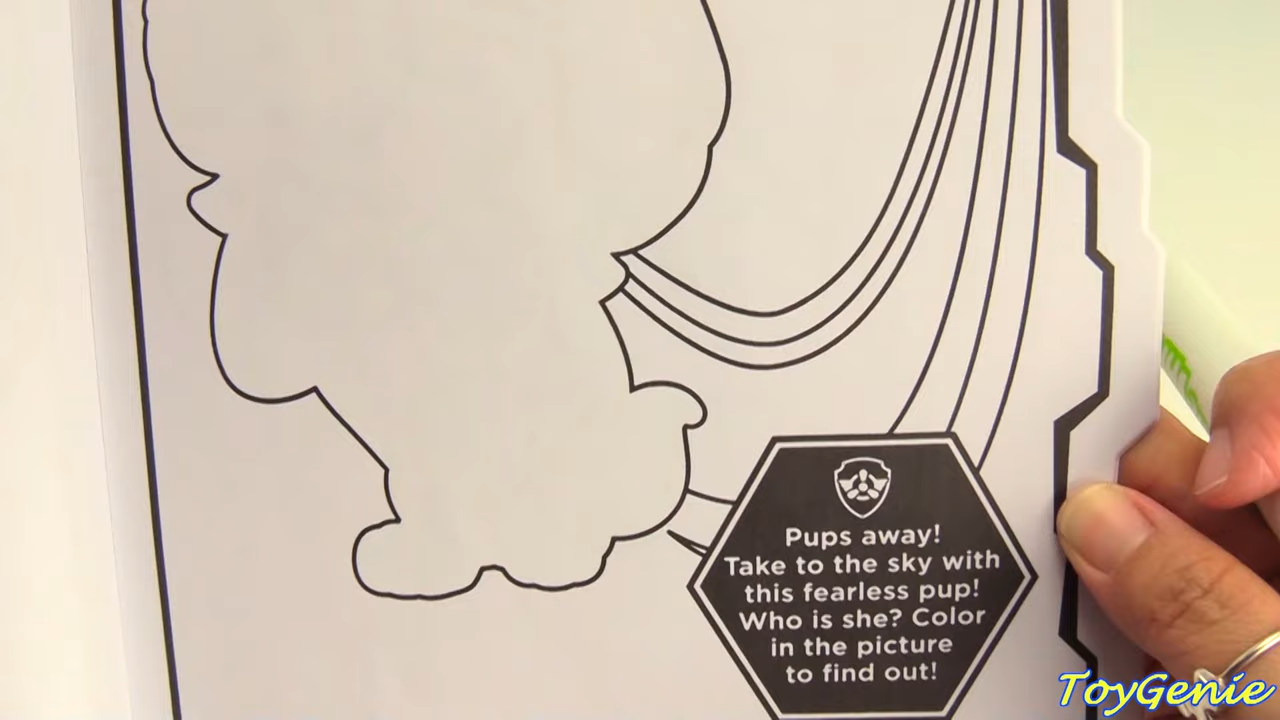 Pups away!
Take to the sky with
this fearless pup!
Who is she? Color
in the picture
to find out!
ToyGenie